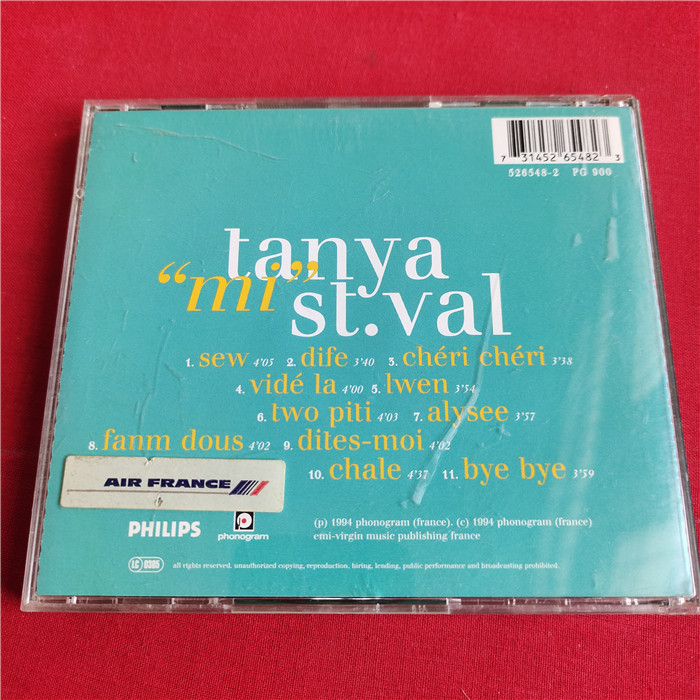 7 31452 65482 3
526548-2 PG 900
tanya
“mi”
st.val
1. sew 4'05 2. dife 3'40 3. chéri chéri 3'38
4. vidé la 4'00 5. lwen 3'54
6. two piti 4'03 7. alysee 3'57
8. fanm dous 4'02 9. dites-moi 4'02
10. chale 4'37 11. bye bye 3'59
AIR FRANCE
PHILIPS
phonogram
(p) 1994 phonogram (france). (c) 1994 phonogram (france)
emi-virgin music publishing france
LC 0305
all rights reserved. unauthorized copying, reproduction, hiring, lending, public performance and broadcasting prohibited.